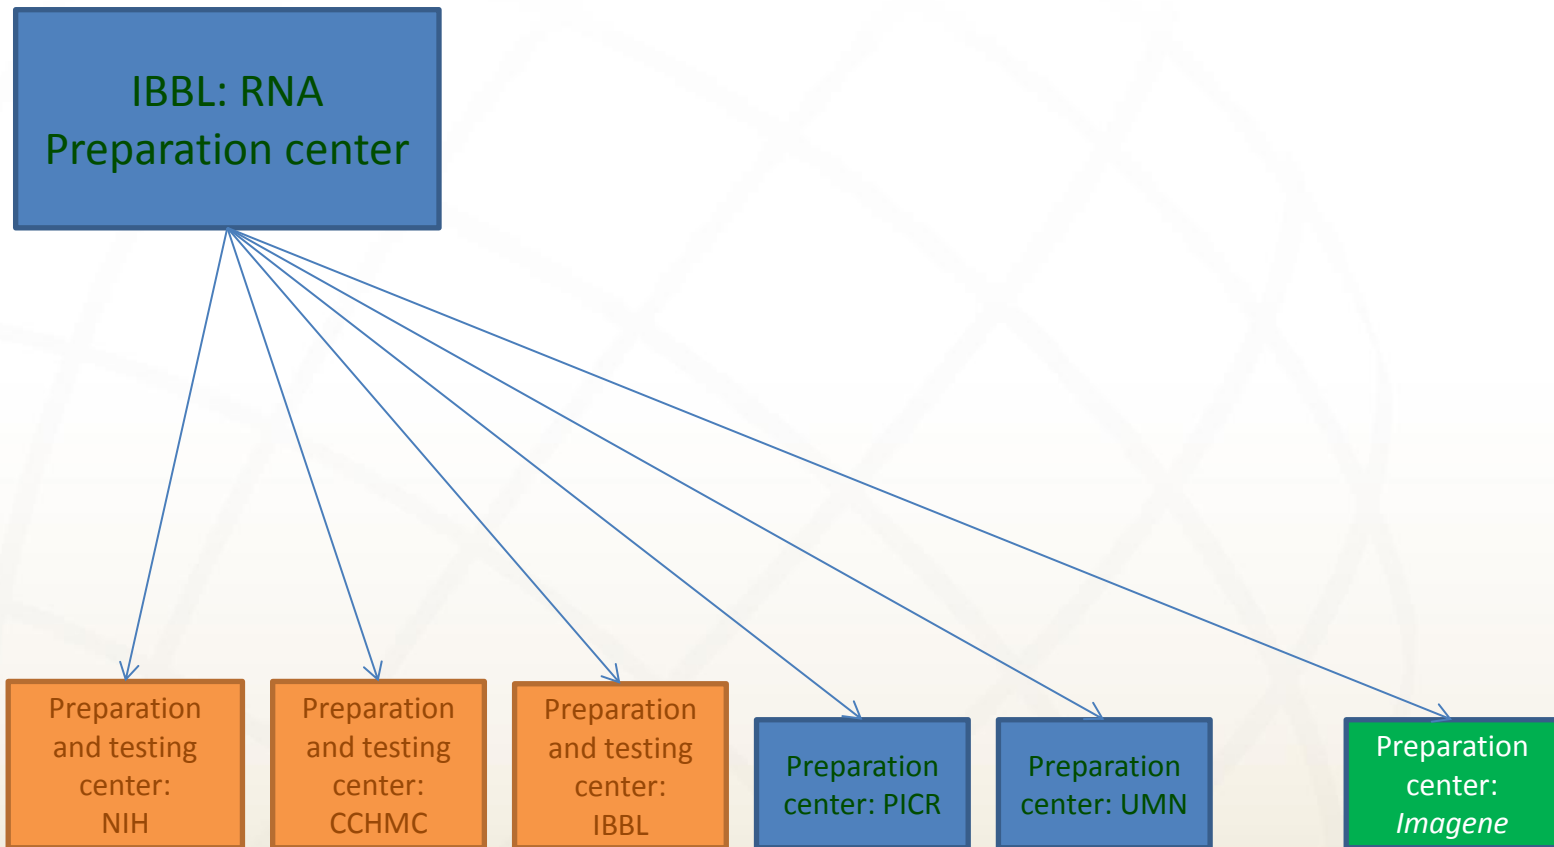 IBBL: RNA
Preparation center
Preparation
and testing
center:
NIH
Preparation
and testing
center:
CCHMC
Preparation
and testing
center:
IBBL
Preparation
center: PICR
Preparation
center: UMN
Preparation
center:
Imagene